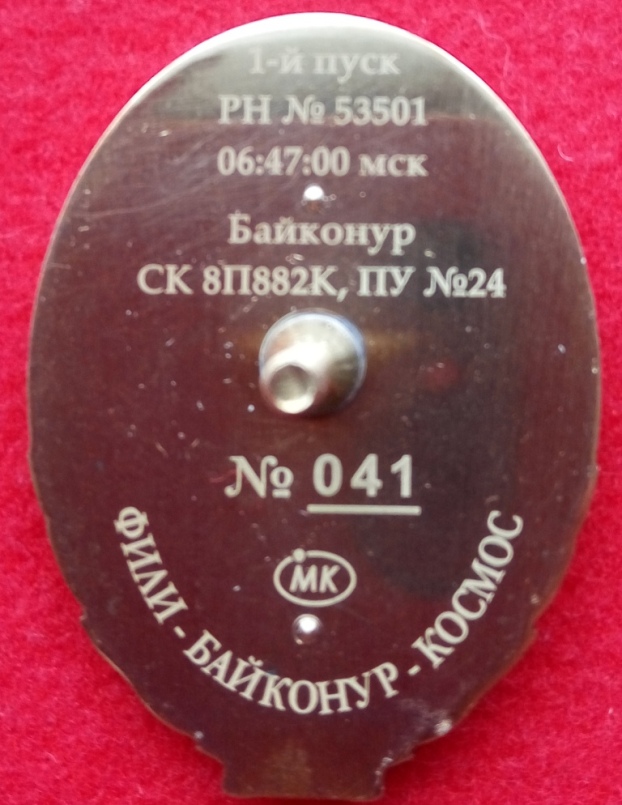 1-й пуск
РН № 53501
06:47:00 мск
Байконур
СК 8П882К, ПУ №24
№ 041
МК
ФИЛИ - БАЙКОНУР - КОСМОС